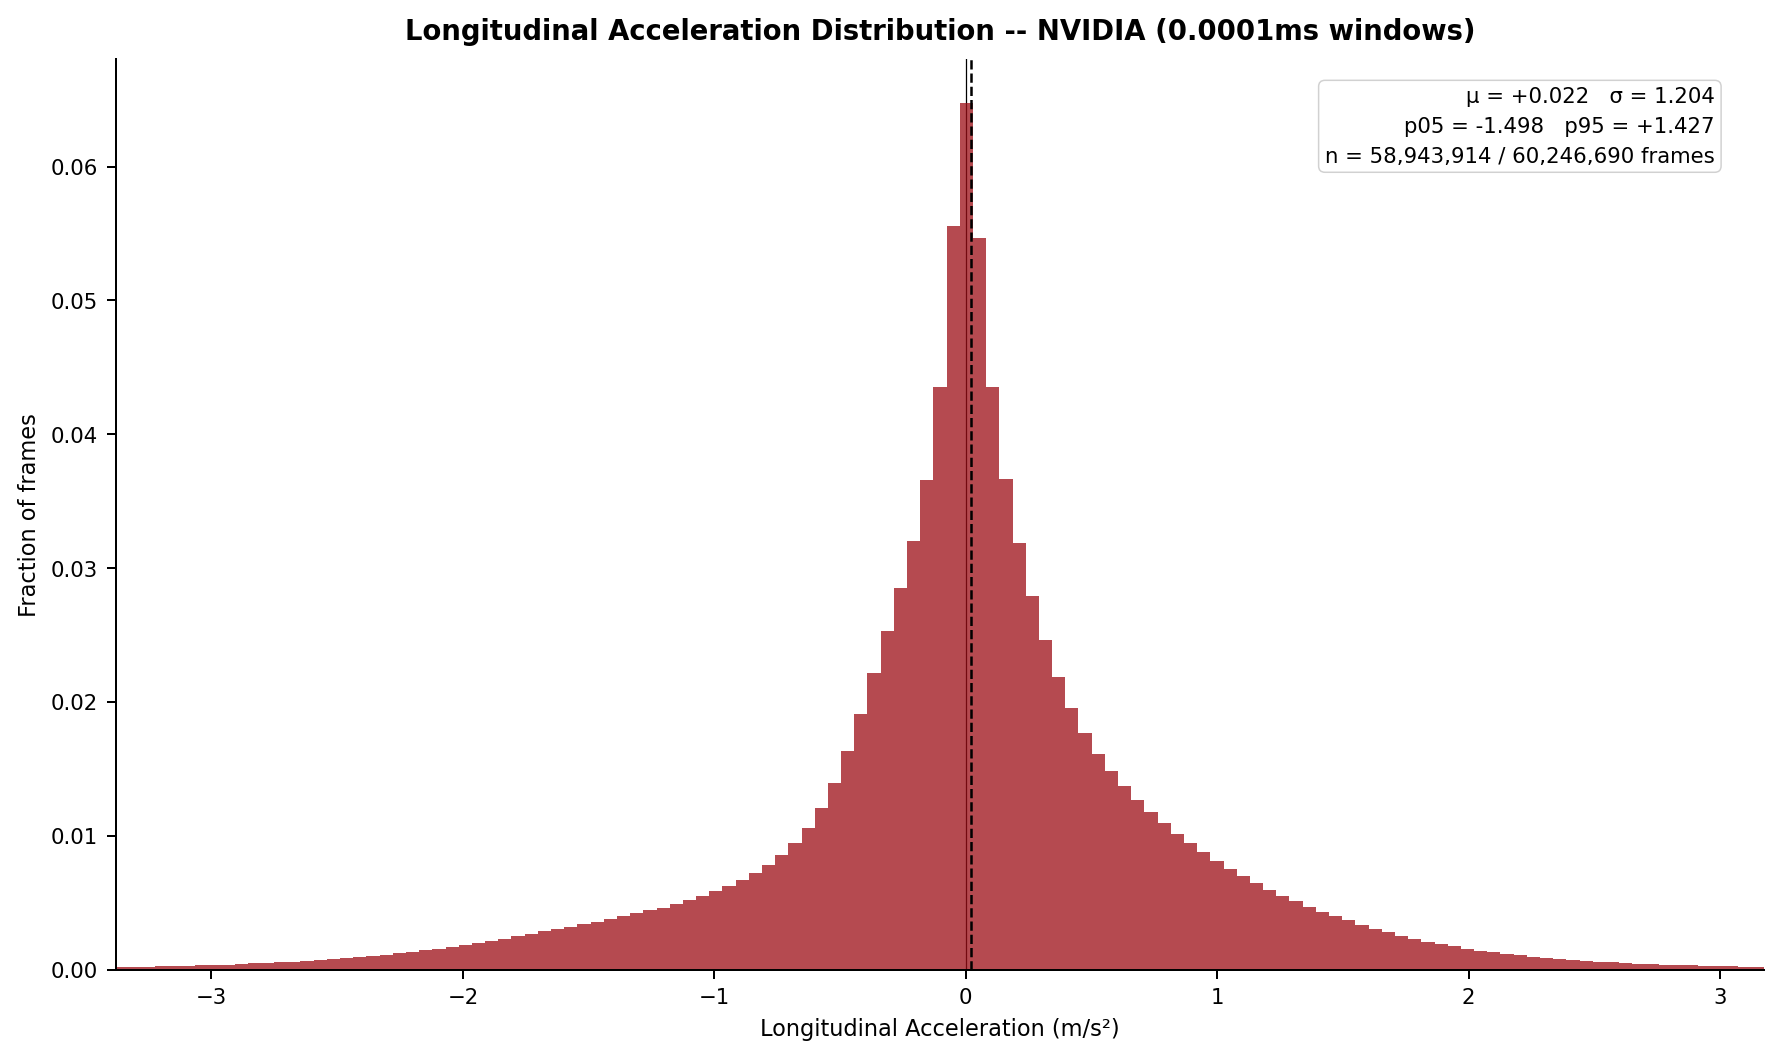 Longitudinal Acceleration Distribution -- NVIDIA (0.0001ms windows)
μ = +0.022   σ = 1.204
p05 = -1.498   p95 = +1.427
n = 58,943,914 / 60,246,690 frames
Fraction of frames
0.06
0.05
0.04
0.03
0.02
0.01
0.00
−3
−2
−1
0
1
2
3
Longitudinal Acceleration (m/s²)